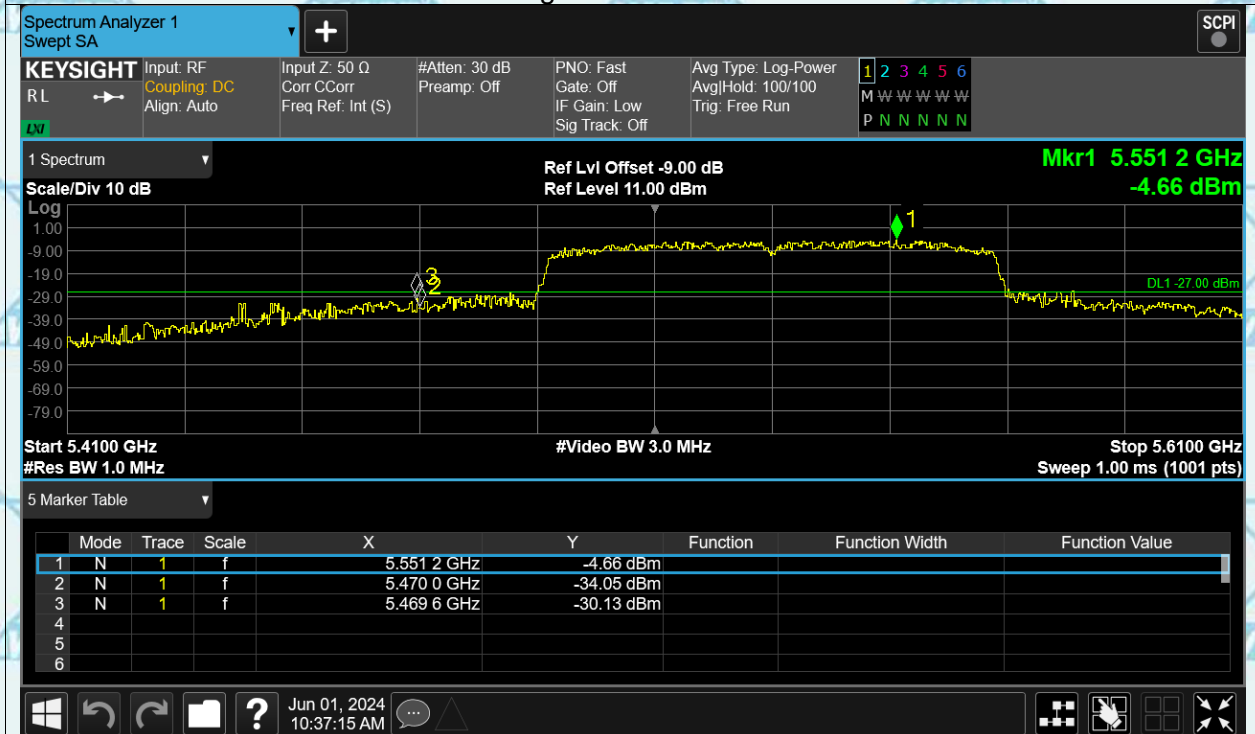 Spectrum Analyzer 1
Swept SA
+
SCPI
KEYSIGHT
R L
LXI
Input: RF
Coupling: DC
Align: Auto
Input Z: 50 Ω
Corr CCorr
Freq Ref: Int (S)
#Atten: 30 dB
Preamp: Off
PNO: Fast
Gate: Off
IF Gain: Low
Sig Track: Off
Avg Type: Log-Power
Avg|Hold: 100/100
Trig: Free Run
1 2 3 4 5 6
M W W W W W
P N N N N N
1 Spectrum
Ref Lvl Offset -9.00 dB
Mkr1 5.551 2 GHz
Scale/Div 10 dB
Ref Level 11.00 dBm
-4.66 dBm
Log
1.00
-9.00
-19.0
-29.0
-39.0
-49.0
-59.0
-69.0
-79.0
1
3
2
DL1 -27.00 dBm
Start 5.4100 GHz
#Video BW 3.0 MHz
Stop 5.6100 GHz
#Res BW 1.0 MHz
Sweep 1.00 ms (1001 pts)
5 Marker Table
Mode Trace Scale X Y Function Function Width Function Value
1 N 1 f 5.551 2 GHz -4.66 dBm
2 N 1 f 5.470 0 GHz -34.05 dBm
3 N 1 f 5.469 6 GHz -30.13 dBm
4
5
6
?
Jun 01, 2024
10:37:15 AM